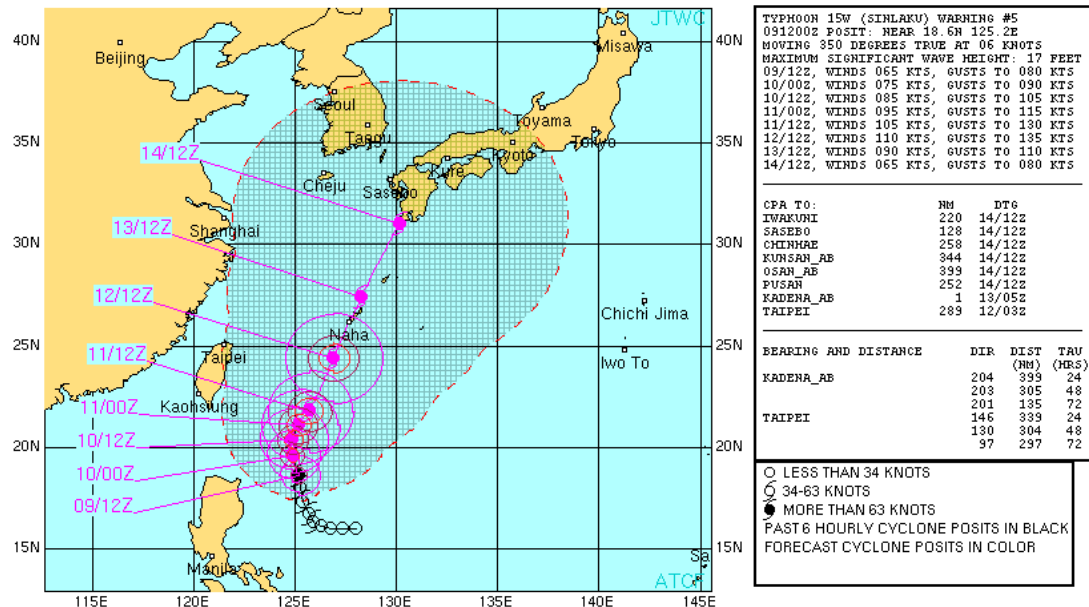 JTWC
40N
35N
30N
25N
20N
15N
40N
35N
30N
25N
20N
15N
115E
120E
125E
130E
135E
140E
145E
Beijing
Misawa
Seoul
Toyama
Taegu
Tokyo
Kyoto
Kure
14/12Z
Cheju
Sasebo
13/12Z
Shanghai
12/12Z
Chichi Jima
Naha
11/12Z
Taipei
Iwo To
11/00Z
Kaohsiung
10/12Z
10/00Z
09/12Z
Manila
Sa
ATCF
TYPHOON 15W (SINLAKU) WARNING #5
091200Z POSIT: NEAR 18.6N 125.2E
MOVING 350 DEGREES TRUE AT 06 KNOTS
MAXIMUM SIGNIFICANT WAVE HEIGHT: 17 FEET
09/12Z, WINDS 065 KTS, GUSTS TO 080 KTS
10/00Z, WINDS 075 KTS, GUSTS TO 090 KTS
10/12Z, WINDS 085 KTS, GUSTS TO 105 KTS
11/00Z, WINDS 095 KTS, GUSTS TO 115 KTS
11/12Z, WINDS 105 KTS, GUSTS TO 130 KTS
12/12Z, WINDS 110 KTS, GUSTS TO 135 KTS
13/12Z, WINDS 090 KTS, GUSTS TO 110 KTS
14/12Z, WINDS 065 KTS, GUSTS TO 080 KTS
CPA TO: NM DTG
IWAKUNI 220 14/12Z
SASEBO 128 14/12Z
CHINHAE 258 14/12Z
KUNSAN_AB 344 14/12Z
OSAN_AB 399 14/12Z
PUSAN 252 14/12Z
KADENA_AB 1 13/05Z
TAIPEI 289 12/03Z
BEARING AND DISTANCE DIR DIST TAU
(NM) (HRS)
KADENA_AB 204 399 24
203 305 48
201 135 72
TAIPEI 146 339 24
130 304 48
97 297 72
LESS THAN 34 KNOTS
34-63 KNOTS
MORE THAN 63 KNOTS
PAST 6 HOURLY CYCLONE POSITS IN BLACK
FORECAST CYCLONE POSITS IN COLOR